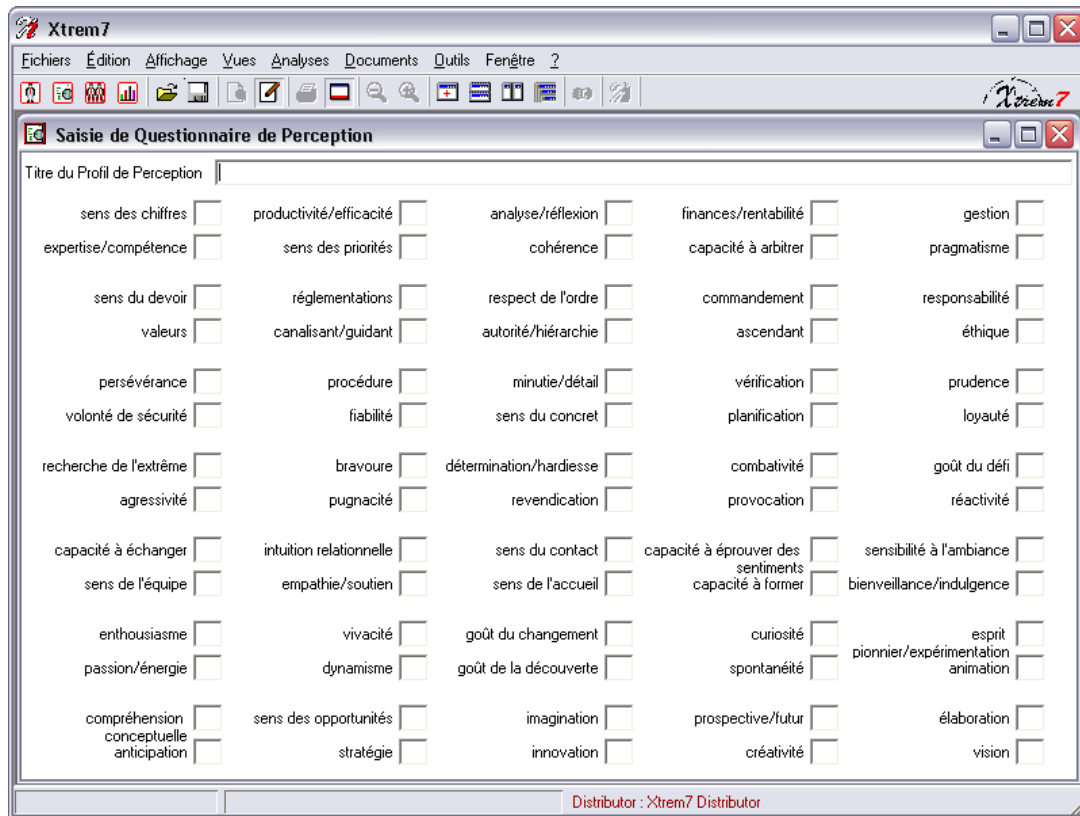 Xtrem7
Fichiers Édition Affichage Vues Analyses Documents Outils Fenêtre ?
Xtrem7
Saisie de Questionnaire de Perception
Titre du Profil de Perception
sens des chiffres productivité/efficacité analyse/réflexion finances/rentabilité gestion
expertise/compétence sens des priorités cohérence capacité à arbitrer pragmatisme
sens du devoir réglementations respect de l'ordre commandement responsabilité
valeurs canalisant/guidant autorité/hiérarchie ascendant éthique
persévérance procédure minutie/détail vérification prudence
volonté de sécurité fiabilité sens du concret planification loyauté
recherche de l'extrême bravoure détermination/hardiesse combativité goût du défi
agressivité pugnacité revendication provocation réactivité
capacité à échanger intuition relationnelle sens du contact capacité à éprouver des sensibilité à l'ambiance
sentiments
sens de l'équipe empathie/soutien sens de l'accueil capacité à former bienveillance/indulgence
enthousiasme vivacité goût du changement curiosité esprit
pionnier/expérimentation
passion/énergie dynamisme goût de la découverte spontanéité animation
compréhension sens des opportunités imagination prospective/futur élaboration
conceptuelle
anticipation stratégie innovation créativité vision
Distributor : Xtrem7 Distributor